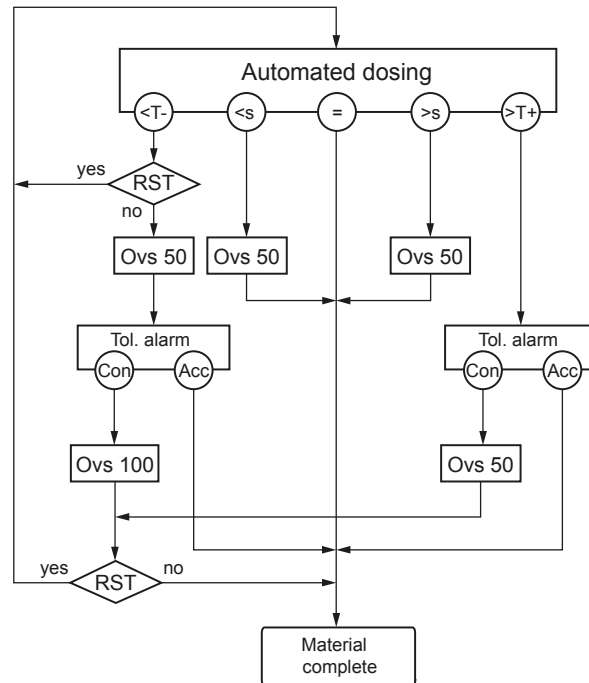 Automated dosing
<T- <s = >s >T+
yes
RST
no
Ovs 50 Ovs 50 Ovs 50
Tol. alarm Tol. alarm
Con Acc Con Acc
Ovs 100 Ovs 50
yes RST no
Material
complete